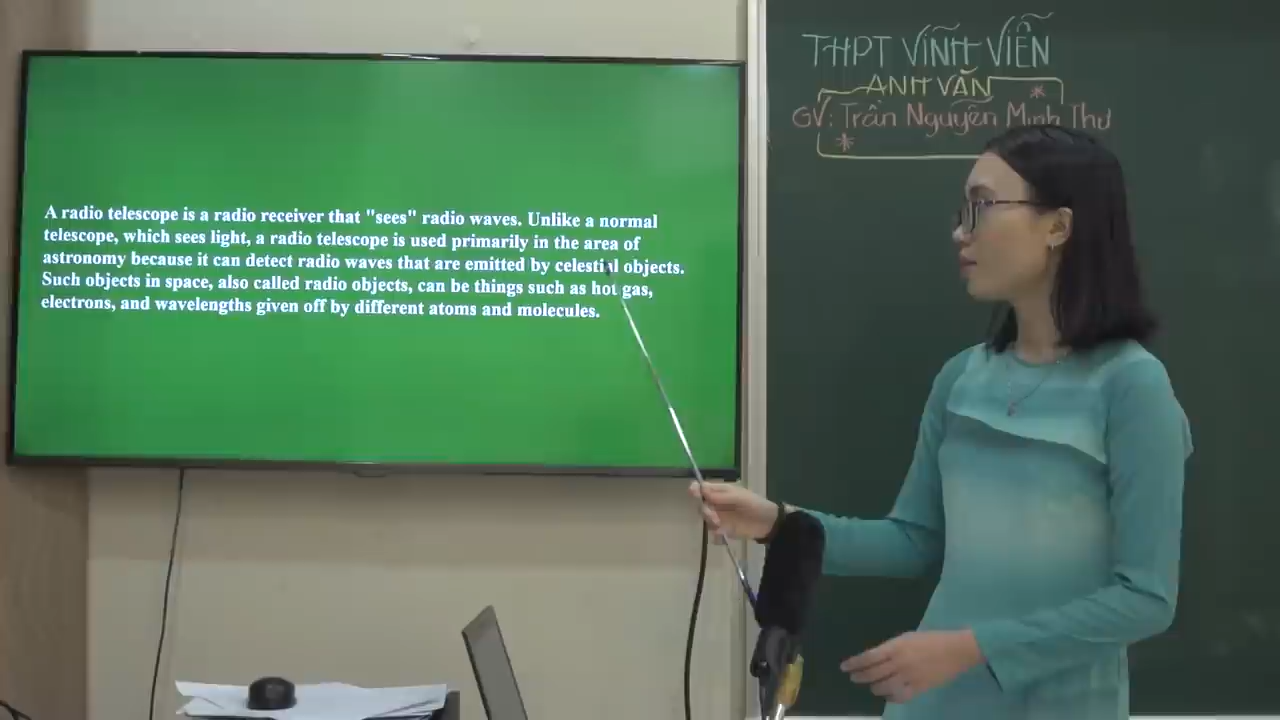 A radio telescope is a radio receiver that "sees" radio waves. Unlike a normal
telescope, which sees light, a radio telescope is used primarily in the area of
astronomy because it can detect radio waves that are emitted by celestial objects.
Such objects in space, also called radio objects, can be things such as hot gas,
electrons, and wavelengths given off by different atoms and molecules.
THPT VĨNH VIỄN
ANH VĂN
GV: Trần Nguyễn Minh Thư